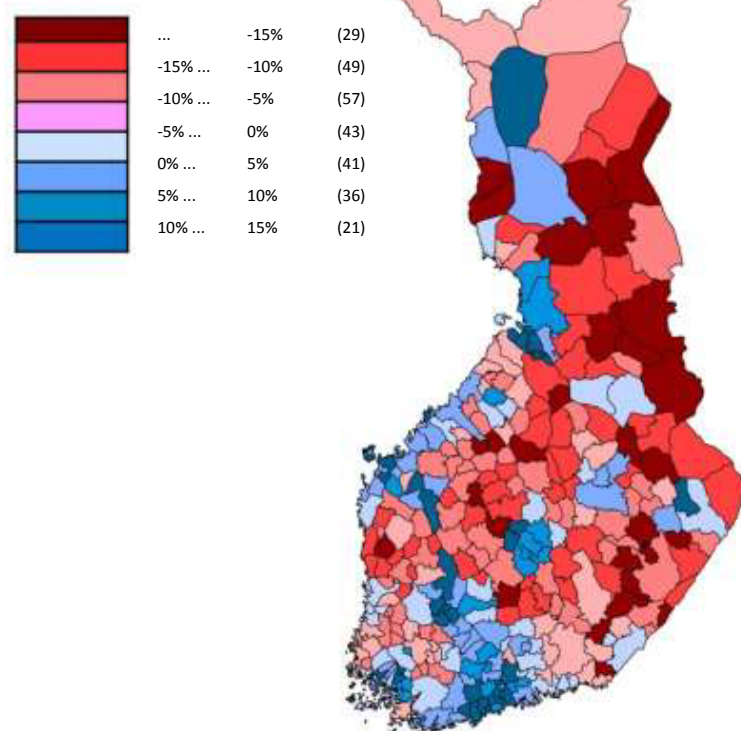 ... -15% (29)
-15% ... -10% (49)
-10% ... -5% (57)
-5% ... 0% (43)
0% ... 5% (41)
5% ... 10% (36)
10% ... 15% (21)